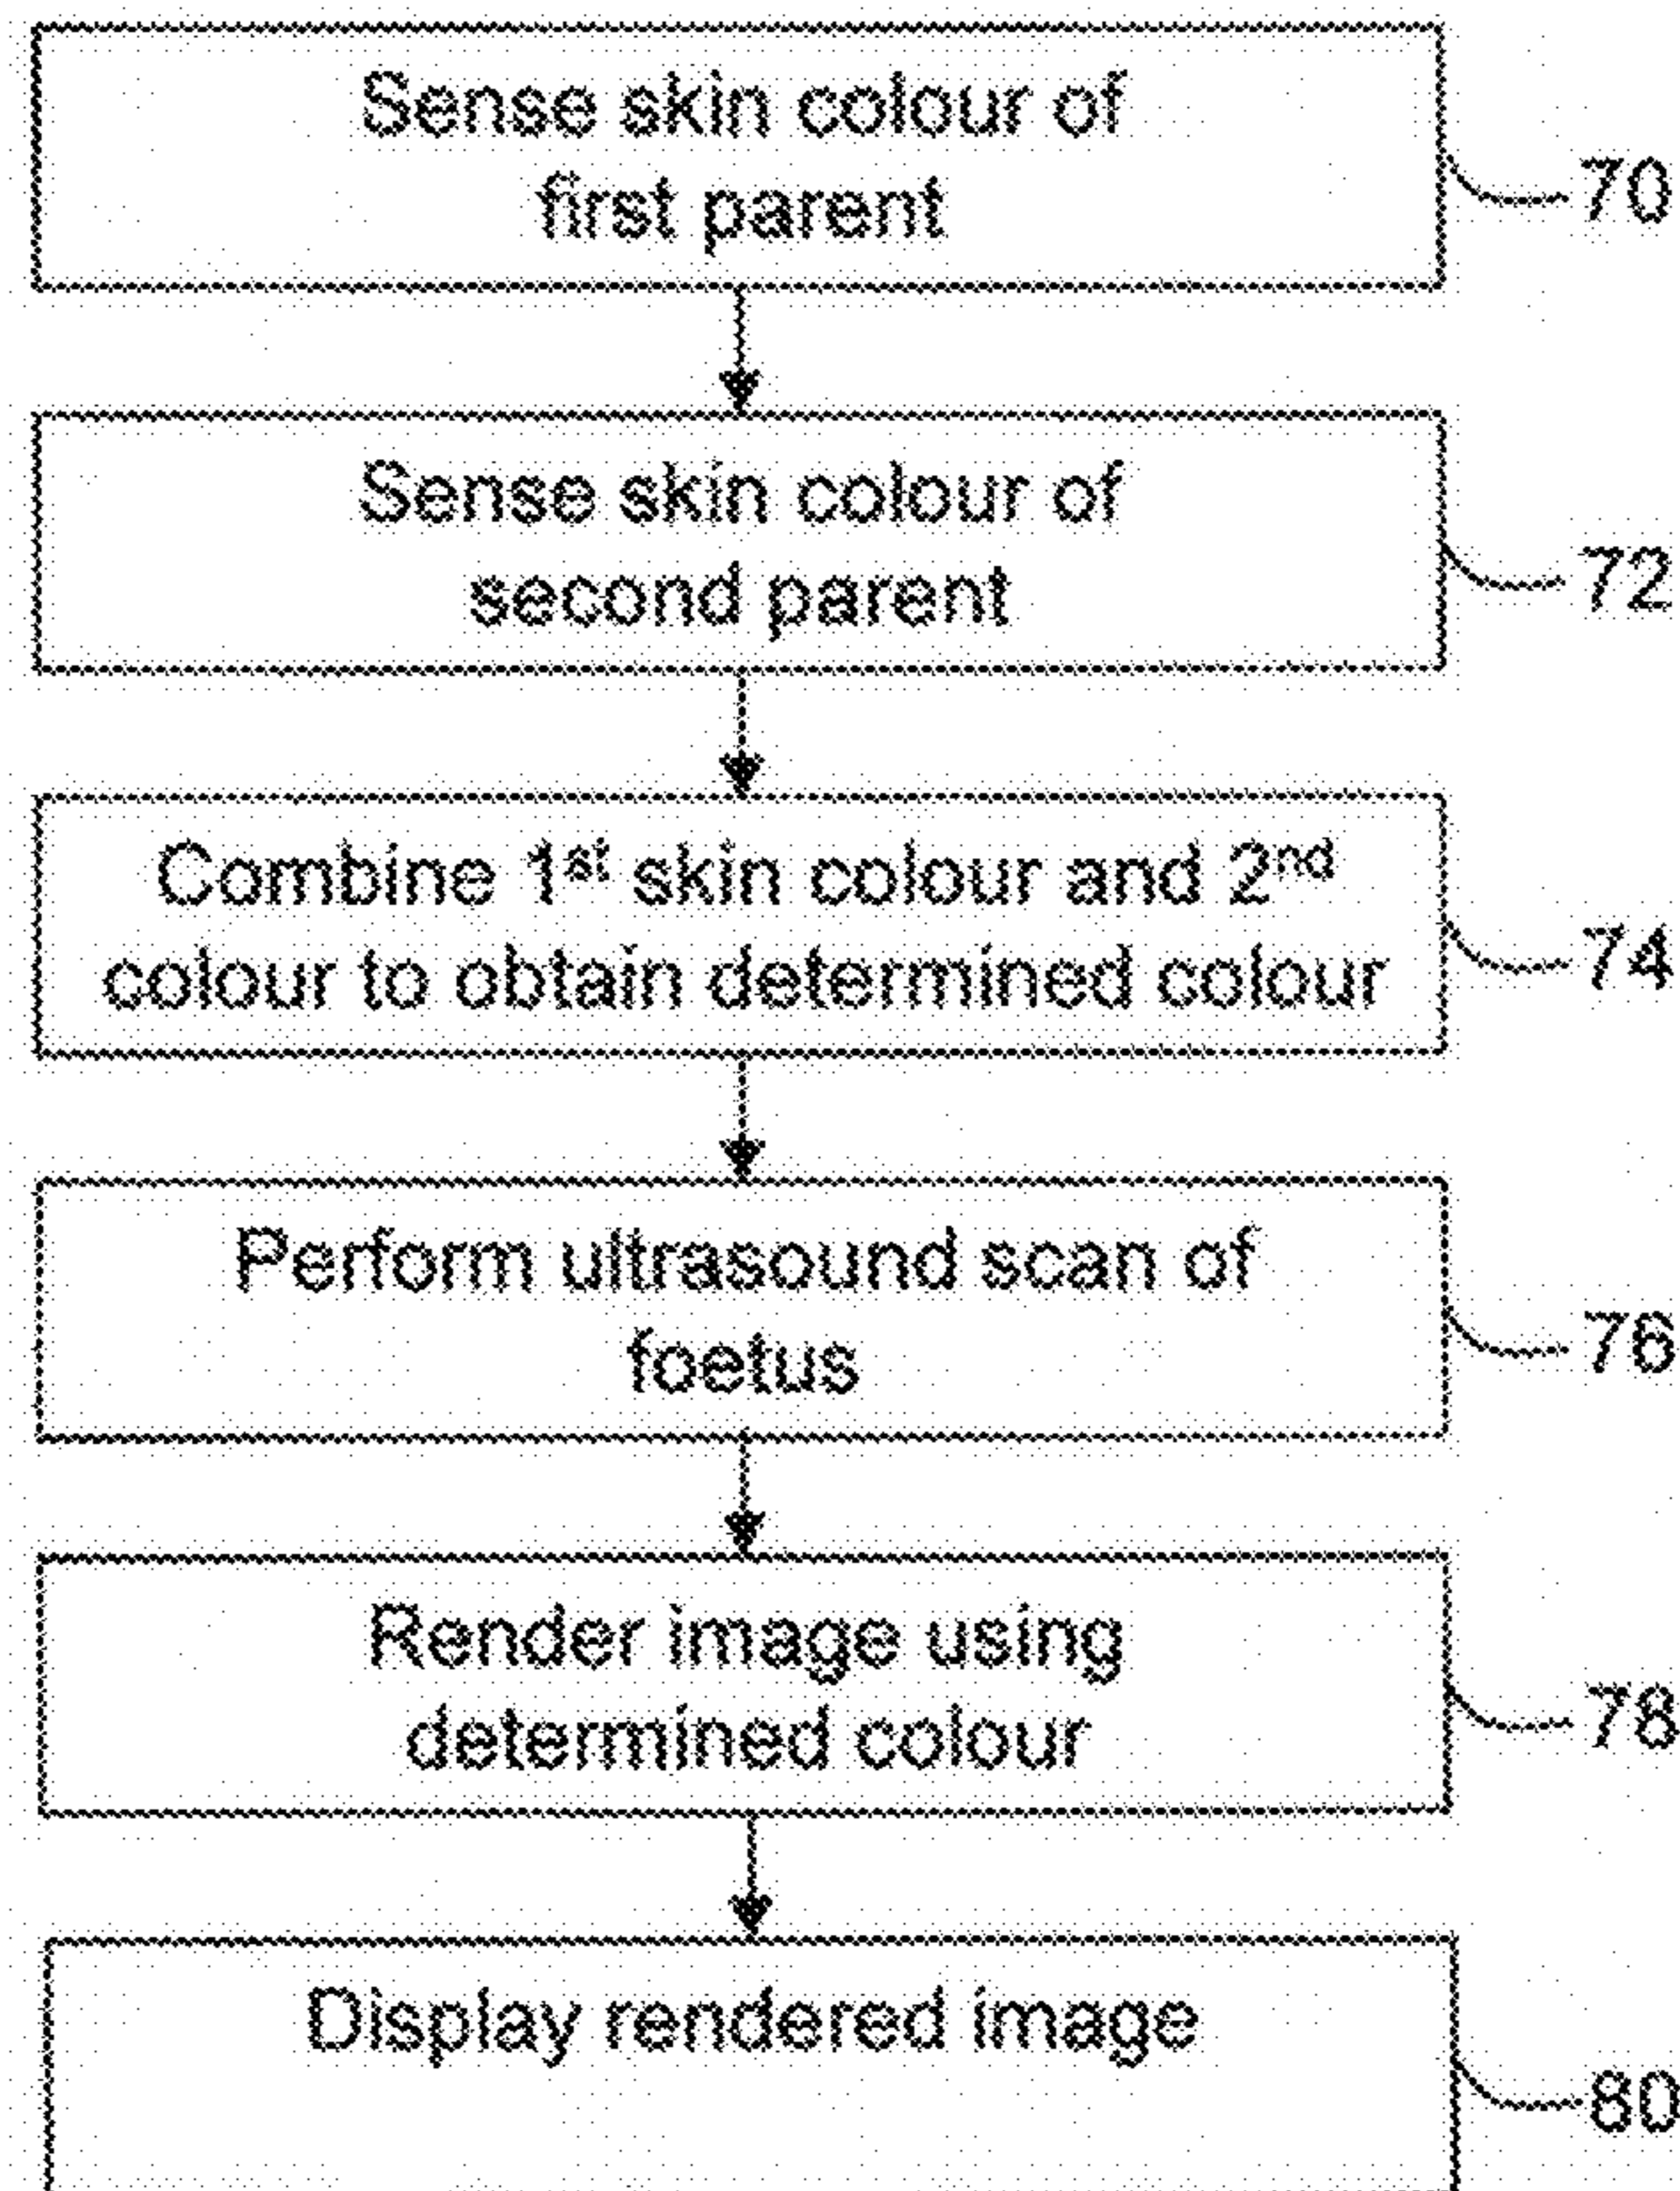 Sense skin colour of
first parent
70
Sense skin colour of
second parent
72
Combine 1st skin colour and 2nd
colour to obtain determined colour
74
Perform ultrasound scan of
foetus
76
Render image using
determined colour
78
Display rendered image
80